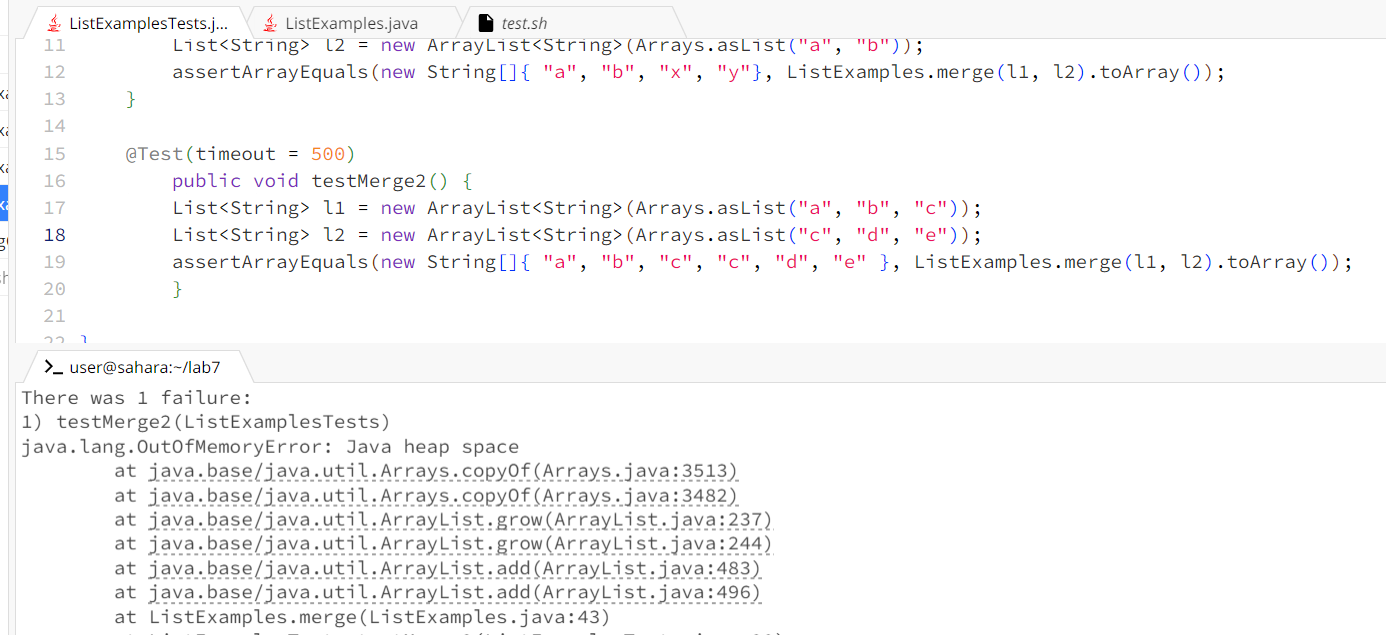 ListExamplesTests.j... ListExamples.java test.sh
11 List<String> l2 = new ArrayList<String>(Arrays.asList("a", "b"));
12 assertArrayEquals(new String[]{ "a", "b", "x", "y"}, ListExamples.merge(l1, l2).toArray());
13 }
14
15 @Test(timeout = 500)
16 public void testMerge2() {
17 List<String> l1 = new ArrayList<String>(Arrays.asList("a", "b", "c"));
18 List<String> l2 = new ArrayList<String>(Arrays.asList("c", "d", "e"));
19 assertArrayEquals(new String[]{ "a", "b", "c", "c", "d", "e" }, ListExamples.merge(l1, l2).toArray());
20 }
21
22 }
>_ user@sahara:~/lab7
There was 1 failure:
1) testMerge2(ListExamplesTests)
java.lang.OutOfMemoryError: Java heap space
at java.base/java.util.Arrays.copyOf(Arrays.java:3513)
at java.base/java.util.Arrays.copyOf(Arrays.java:3482)
at java.base/java.util.ArrayList.grow(ArrayList.java:237)
at java.base/java.util.ArrayList.grow(ArrayList.java:244)
at java.base/java.util.ArrayList.add(ArrayList.java:483)
at java.base/java.util.ArrayList.add(ArrayList.java:496)
at ListExamples.merge(ListExamples.java:43)